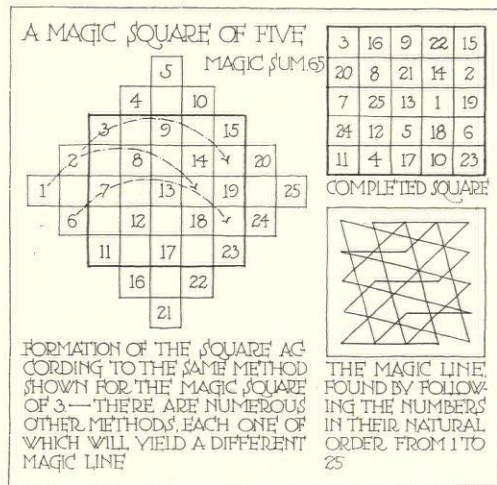 A MAGIC SQUARE OF FIVE
MAGIC SUM.65
5
4 10
3 9 15
2 8 14 20
1 7 13 19 25
6 12 18 24
11 17 23
16 22
21
3 16 9 22 15
20 8 21 14 2
7 25 13 1 19
24 12 5 18 6
11 4 17 10 23
COMPLETED SQUARE
FORMATION OF THE SQUARE AC-
CORDING TO THE SAME METHOD
SHOWN FOR THE MAGIC SQUARE
OF 3.—THERE ARE NUMEROUS
OTHER METHODS, EACH ONE OF
WHICH WILL YIELD A DIFFERENT
MAGIC LINE
THE MAGIC LINE
FOUND BY FOLLOW-
ING THE NUMBERS
IN THEIR NATURAL
ORDER FROM 1 TO
25